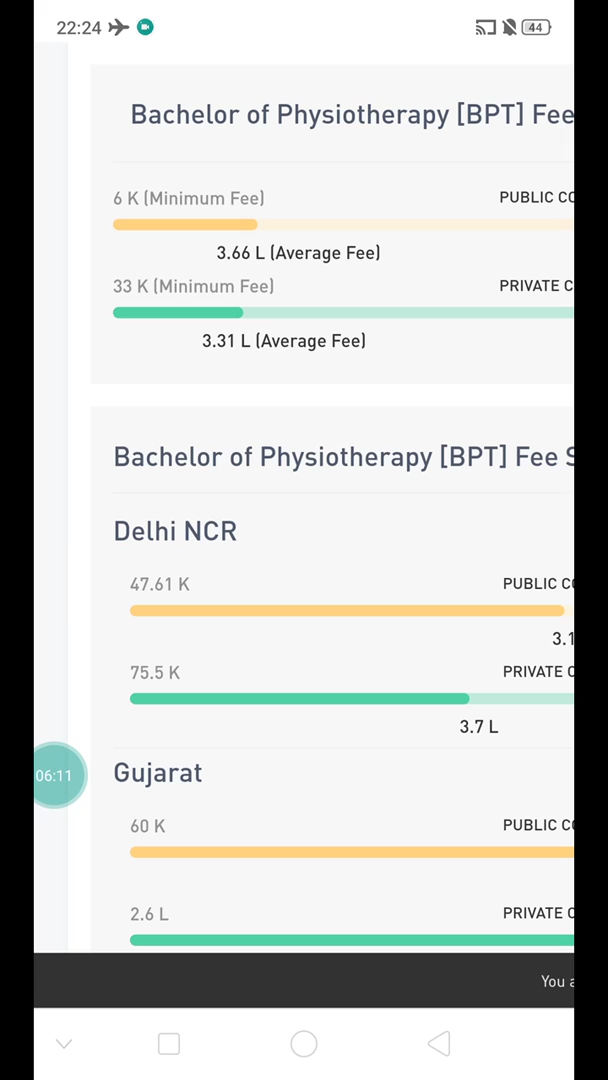 22:24
44
Bachelor of Physiotherapy [BPT] Fee
6 K (Minimum Fee)
PUBLIC CO
3.66 L (Average Fee)
33 K (Minimum Fee)
PRIVATE C
3.31 L (Average Fee)
Bachelor of Physiotherapy [BPT] Fee S
Delhi NCR
47.61 K
PUBLIC CO
3.1
75.5 K
PRIVATE C
3.7 L
06:11
Gujarat
60 K
PUBLIC CO
2.6 L
PRIVATE C
You a